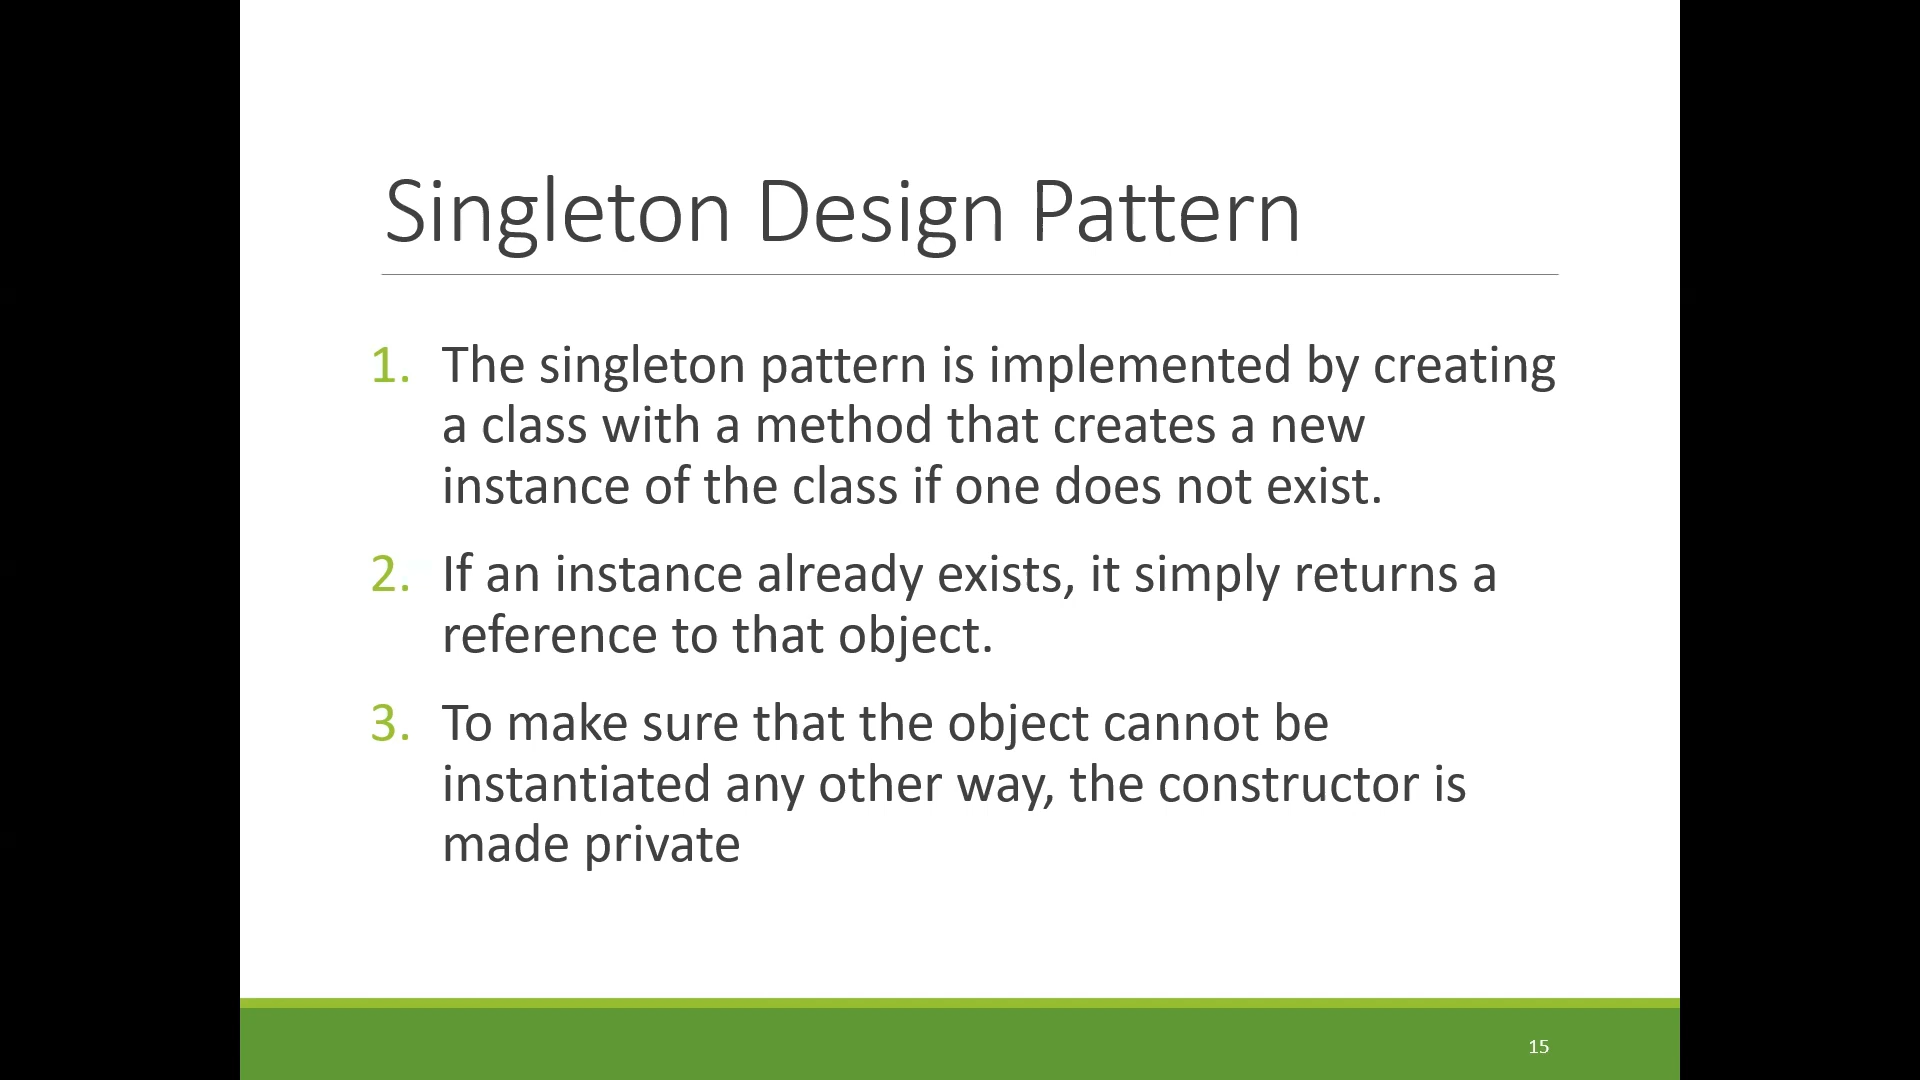 Singleton Design Pattern
1. The singleton pattern is implemented by creating
a class with a method that creates a new
instance of the class if one does not exist.
2. If an instance already exists, it simply returns a
reference to that object.
3. To make sure that the object cannot be
instantiated any other way, the constructor is
made private
15